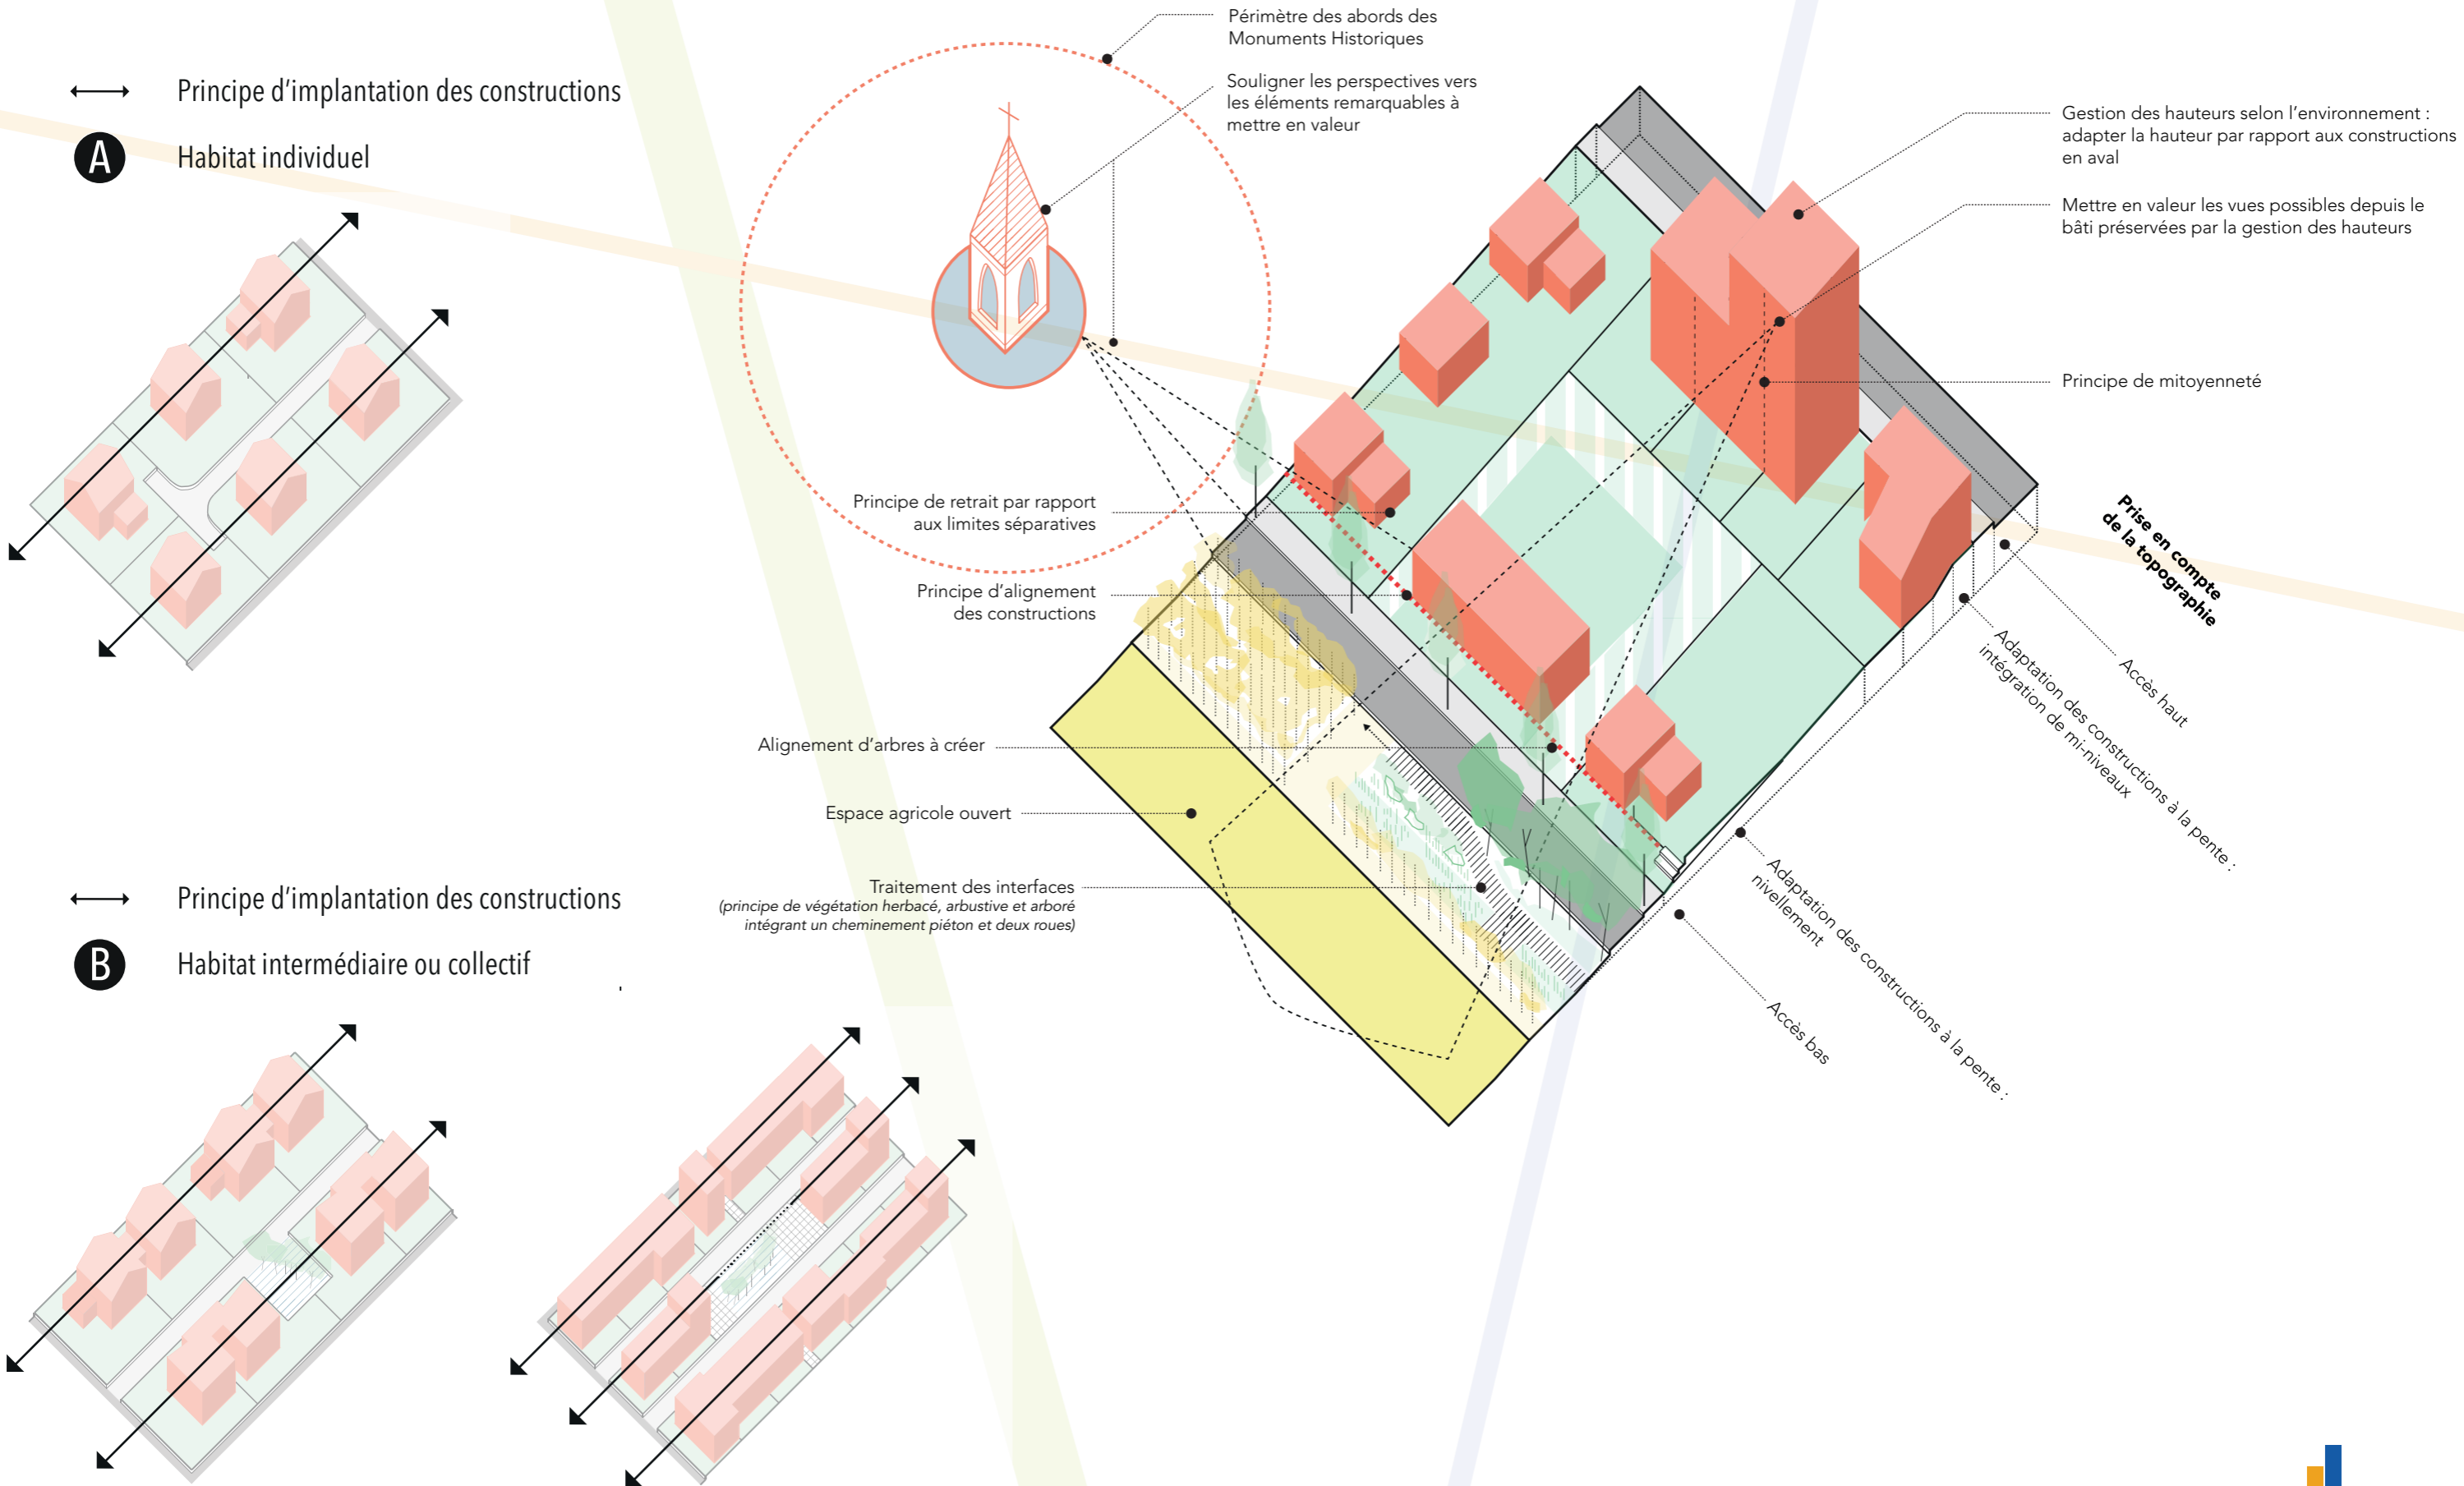 Principe d'implantation des constructions
A
Habitat individuel
Principe d'implantation des constructions
B
Habitat intermédiaire ou collectif
Périmètre des abords des
Monuments Historiques
Souligner les perspectives vers
les éléments remarquables à
mettre en valeur
Principe de retrait par rapport
aux limites séparatives
Principe d'alignement
des constructions
Alignement d'arbres à créer
Espace agricole ouvert
Traitement des interfaces
(principe de végétation herbacé, arbustive et arboré
intégrant un cheminement piéton et deux roues)
Gestion des hauteurs selon l'environnement :
adapter la hauteur par rapport aux constructions
en aval
Mettre en valeur les vues possibles depuis le
bâti préservées par la gestion des hauteurs
Principe de mitoyenneté
Prise en compte
de la topographie
Accès haut
Adaptation des constructions à la pente :
intégration de mi-niveaux
Adaptation des constructions à la pente :
nivellement
Accès bas